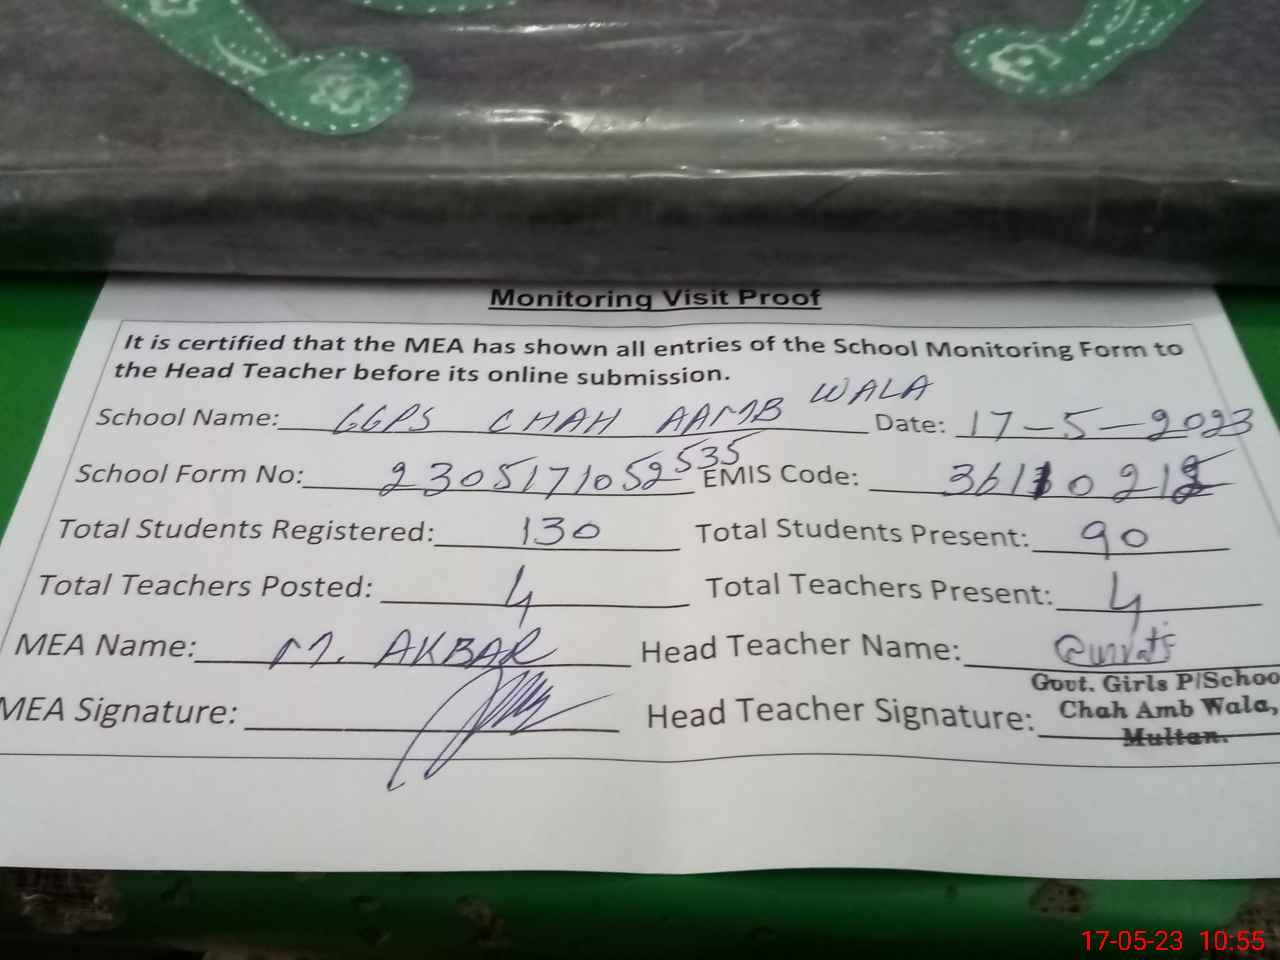 Monitoring Visit Proof
It is certified that the MEA has shown all entries of the School Monitoring Form to
the Head Teacher before its online submission.
School Name: GGPS CHAH AAMB WALA Date: 17-5-2023
School Form No: 2305171052535 EMIS Code:
Total Students Registered: 130 Total Students Present: 90
Total Teachers Posted: 4 Total Teachers Present: 4
MEA Name: M. AKBAR Head Teacher Name:
Govt. Girls P/Schoo
MEA Signature: Head Teacher Signature: Chah Amb Wala,
Multan.
17-05-23 10:55